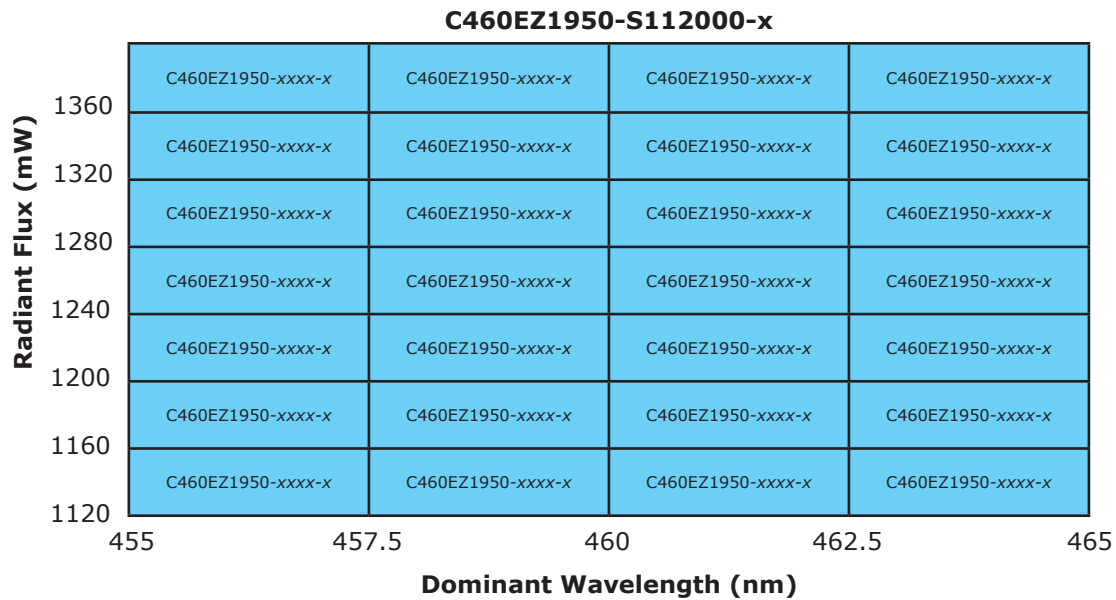 C460EZ1950-S112000-x
C460EZ1950-xxxx-x C460EZ1950-xxxx-x C460EZ1950-xxxx-x C460EZ1950-xxxx-x
1360
C460EZ1950-xxxx-x C460EZ1950-xxxx-x C460EZ1950-xxxx-x C460EZ1950-xxxx-x
1320
C460EZ1950-xxxx-x C460EZ1950-xxxx-x C460EZ1950-xxxx-x C460EZ1950-xxxx-x
1280
C460EZ1950-xxxx-x C460EZ1950-xxxx-x C460EZ1950-xxxx-x C460EZ1950-xxxx-x
1240
C460EZ1950-xxxx-x C460EZ1950-xxxx-x C460EZ1950-xxxx-x C460EZ1950-xxxx-x
1200
C460EZ1950-xxxx-x C460EZ1950-xxxx-x C460EZ1950-xxxx-x C460EZ1950-xxxx-x
1160
C460EZ1950-xxxx-x C460EZ1950-xxxx-x C460EZ1950-xxxx-x C460EZ1950-xxxx-x
1120
Radiant Flux (mW)
455 457.5 460 462.5 465
Dominant Wavelength (nm)